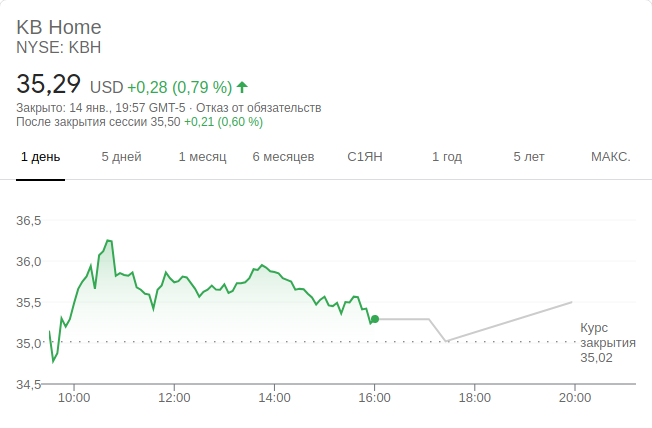 KB Home
NYSE: KBH
35,29 USD +0,28 (0,79 %)
Закрыто: 14 янв., 19:57 GMT-5 · Отказ от обязательств
После закрытия сессии 35,50 +0,21 (0,60 %)
1 день 5 дней 1 месяц 6 месяцев С1ЯН 1 год 5 лет МАКС.
36,5
36,0
35,5
35,0
34,5
Курс
закрытия
35,02
10:00 12:00 14:00 16:00 18:00 20:00